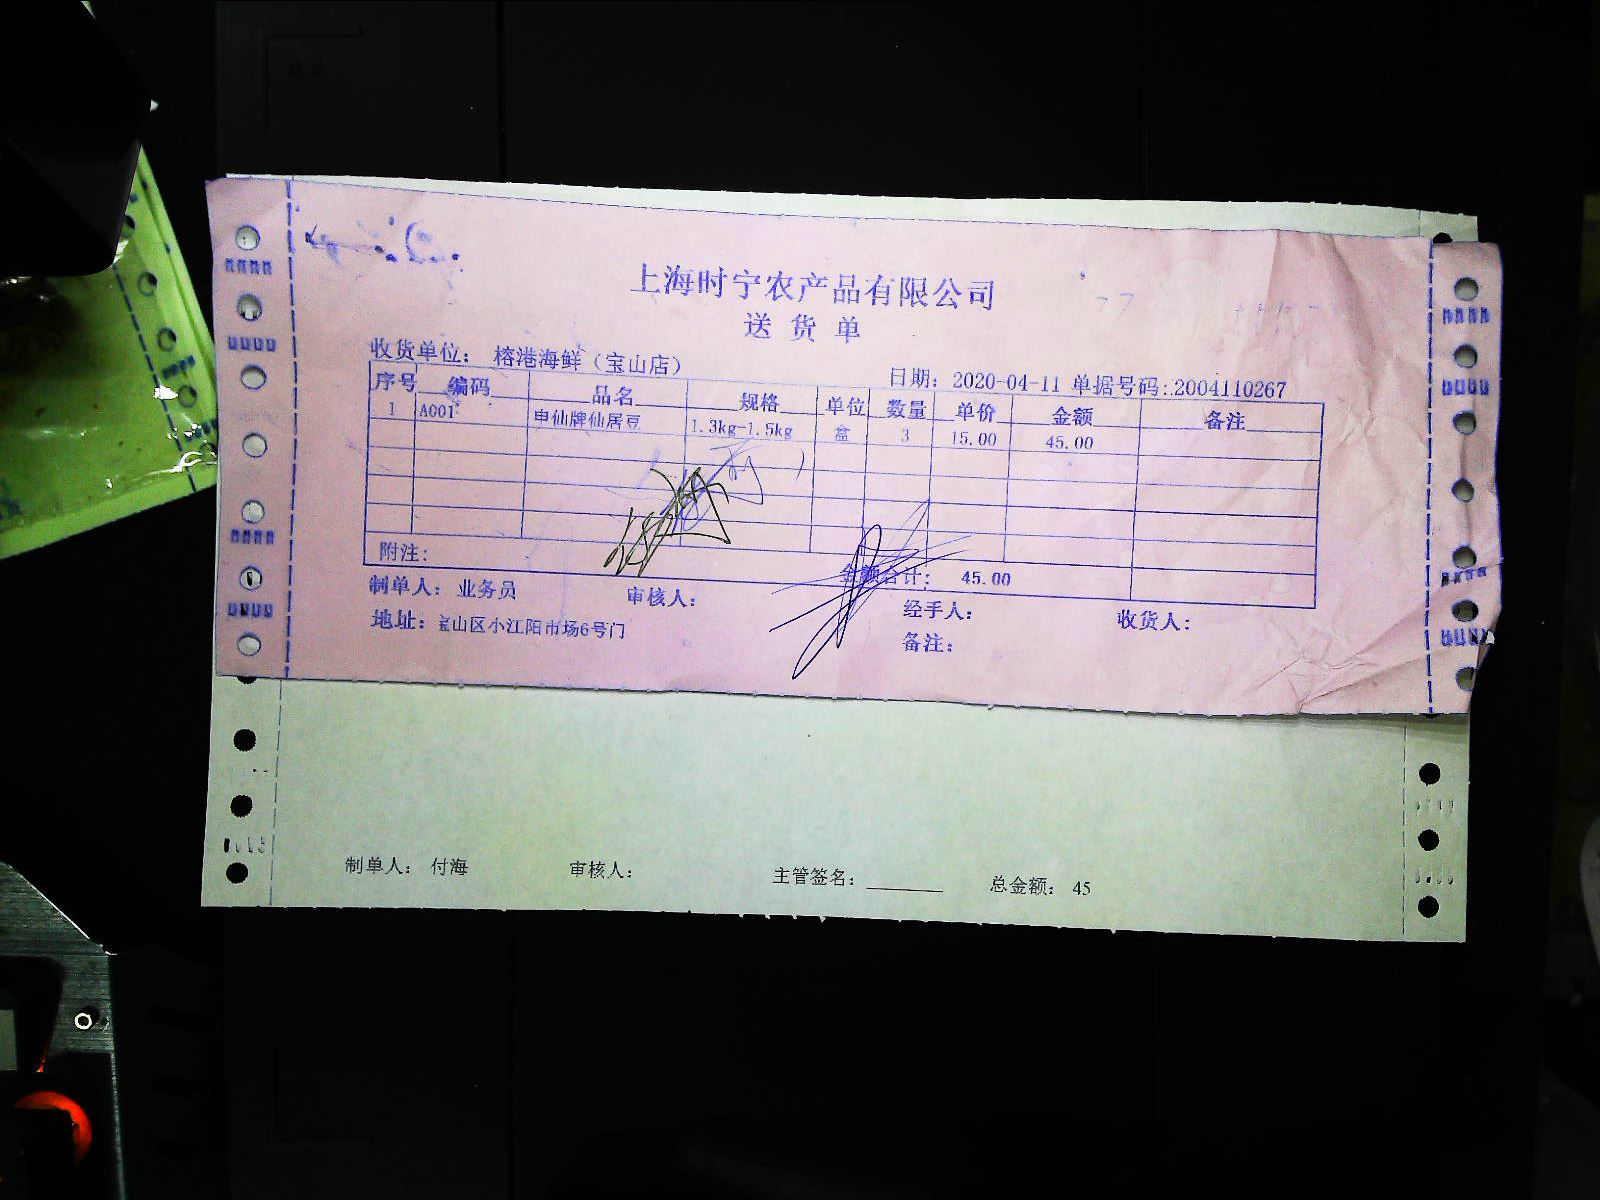 上海时宁农产品有限公司
送货单
收货单位：榕港海鲜（宝山店） 日期：2020-04-11 单据号码：2004110267
序号 编码 品名 规格 单位 数量 单价 金额 备注
1 A001 申仙牌仙居豆 1.3kg-1.5kg 盒 3 15.00 45.00
附注： 金额合计： 45.00
制单人：业务员 审核人： 经手人： 收货人：
地址：宝山区小江阳市场6号门 备注：
制单人： 付海 审核人： 主管签名：________ 总金额： 45